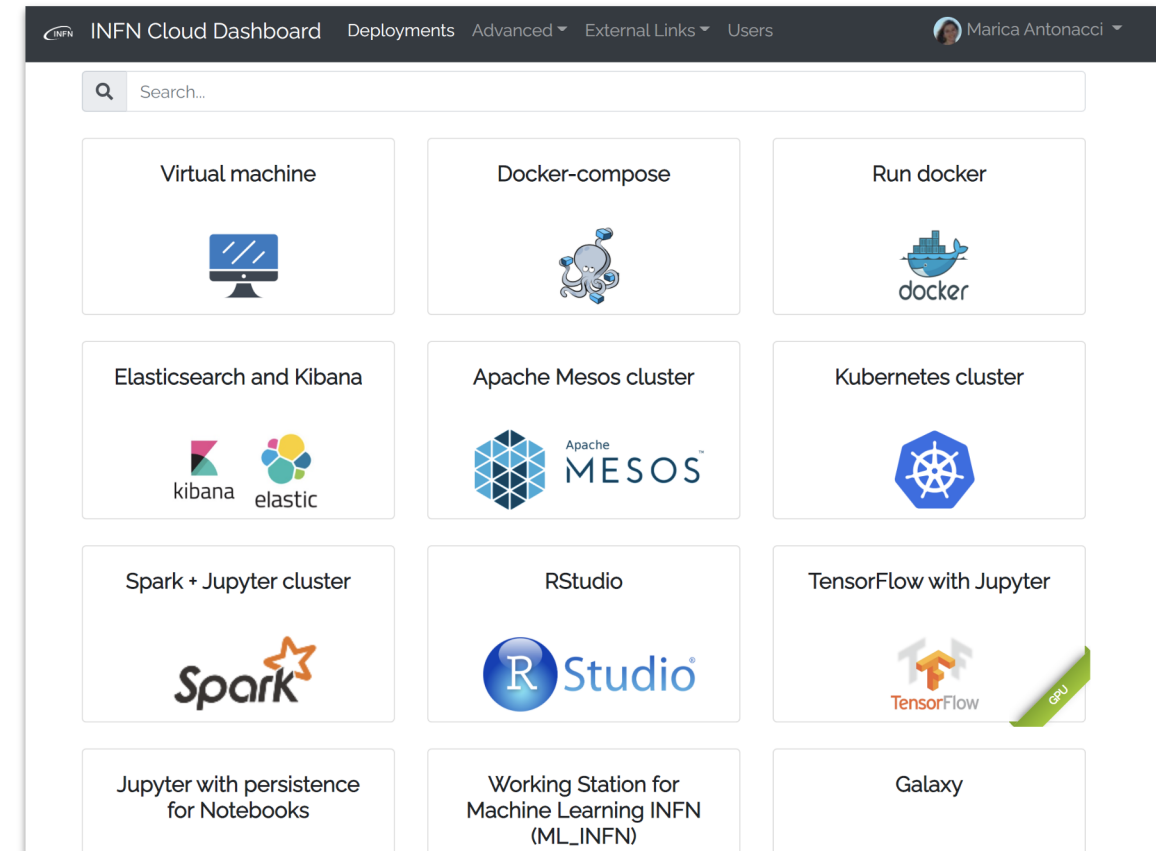 INFN INFN Cloud Dashboard Deployments Advanced External Links Users Marica Antonacci
Search...
Virtual machine
Docker-compose
Run docker
docker
Elasticsearch and Kibana
kibana
elastic
Apache Mesos cluster
Apache
MESOS™
Kubernetes cluster
Spark + Jupyter cluster
Spark
RStudio
R Studio®
TensorFlow with Jupyter
TensorFlow
GPU
Jupyter with persistence
for Notebooks
Working Station for
Machine Learning INFN
(ML_INFN)
Galaxy